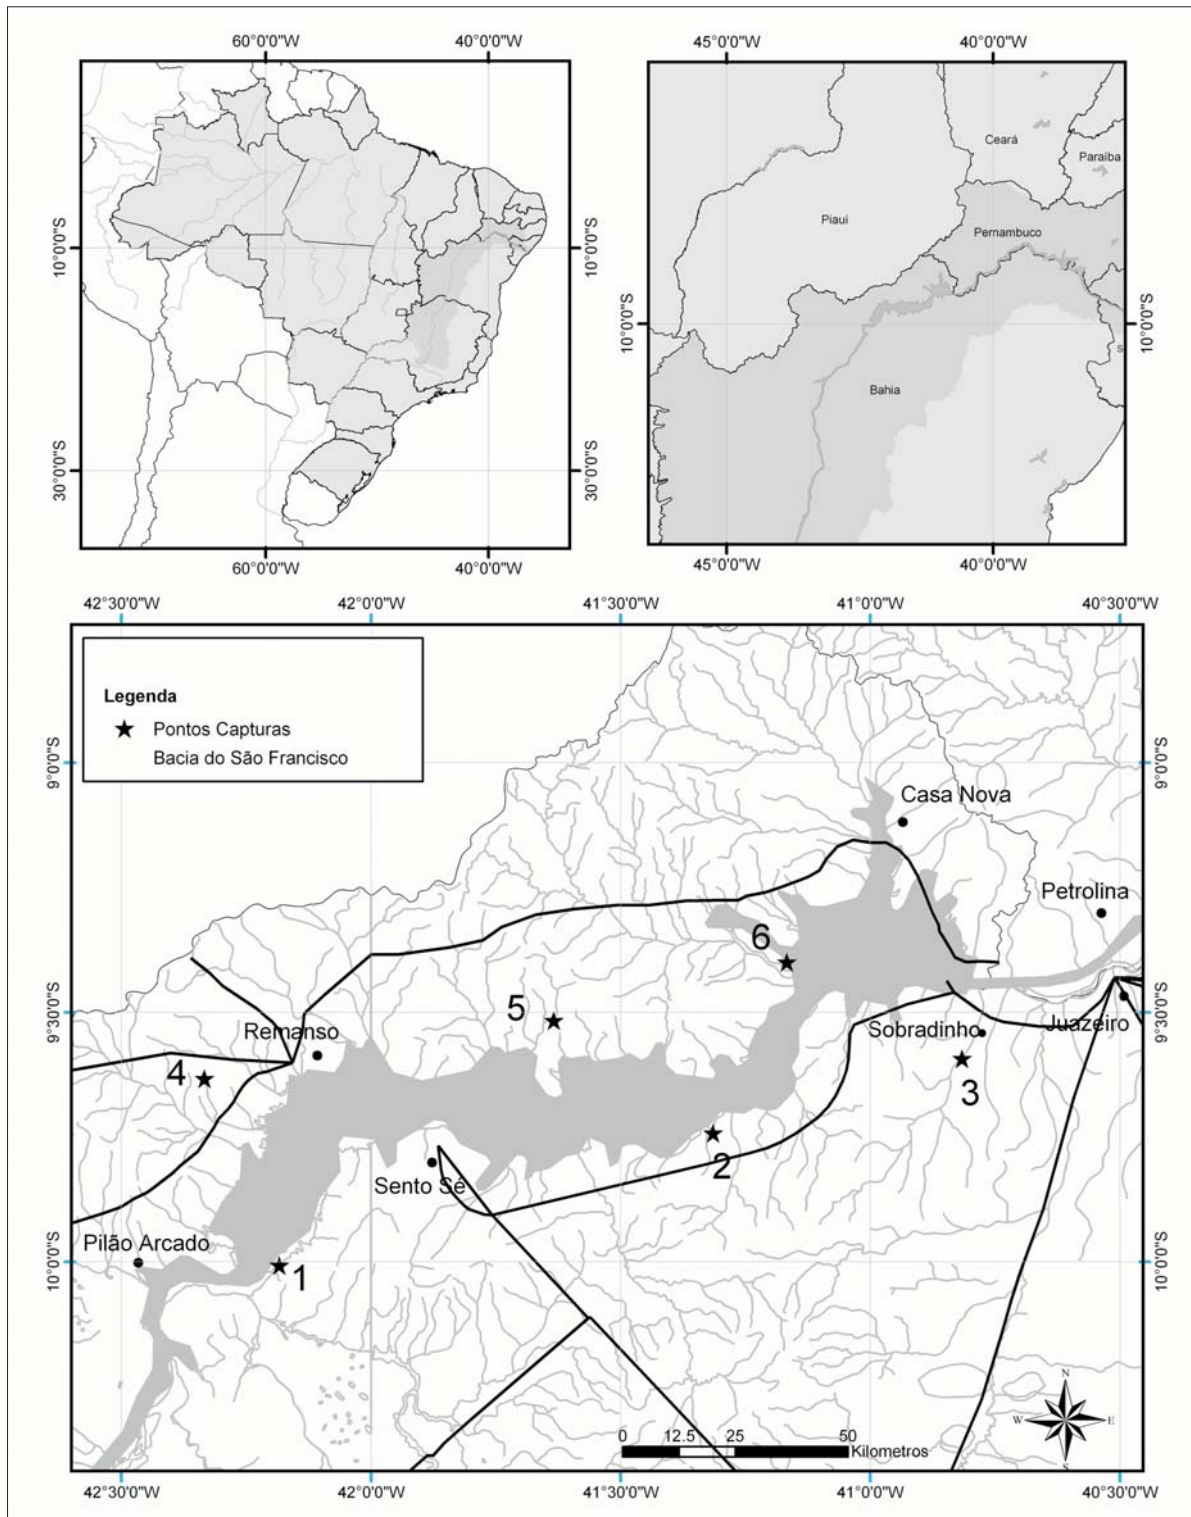 60°0'0"W 40°0'0"W
10°0'0"S 10°0'0"S
30°0'0"S 30°0'0"S
60°0'0"W 40°0'0"W
45°0'0"W 40°0'0"W
Ceará
Paraíba
Piauí
Pernambuco
10°0'0"S 10°0'0"S
S
Bahia
45°0'0"W 40°0'0"W
42°30'0"W 42°0'0"W 41°30'0"W 41°0'0"W 40°30'0"W
Legenda
Pontos Capturas
Bacia do São Francisco
9°0'0"S 9°0'0"S
Casa Nova
Petrolina
6
5
9°30'0"S 9°30'0"S
Remanso
Sobradinho
Juazeiro
4
3
2
Sento Sé
Pilão Arcado
10°0'0"S 10°0'0"S
1
N
W E
S
0 12.5 25 50
Kilometros
42°30'0"W 42°0'0"W 41°30'0"W 41°0'0"W 40°30'0"W